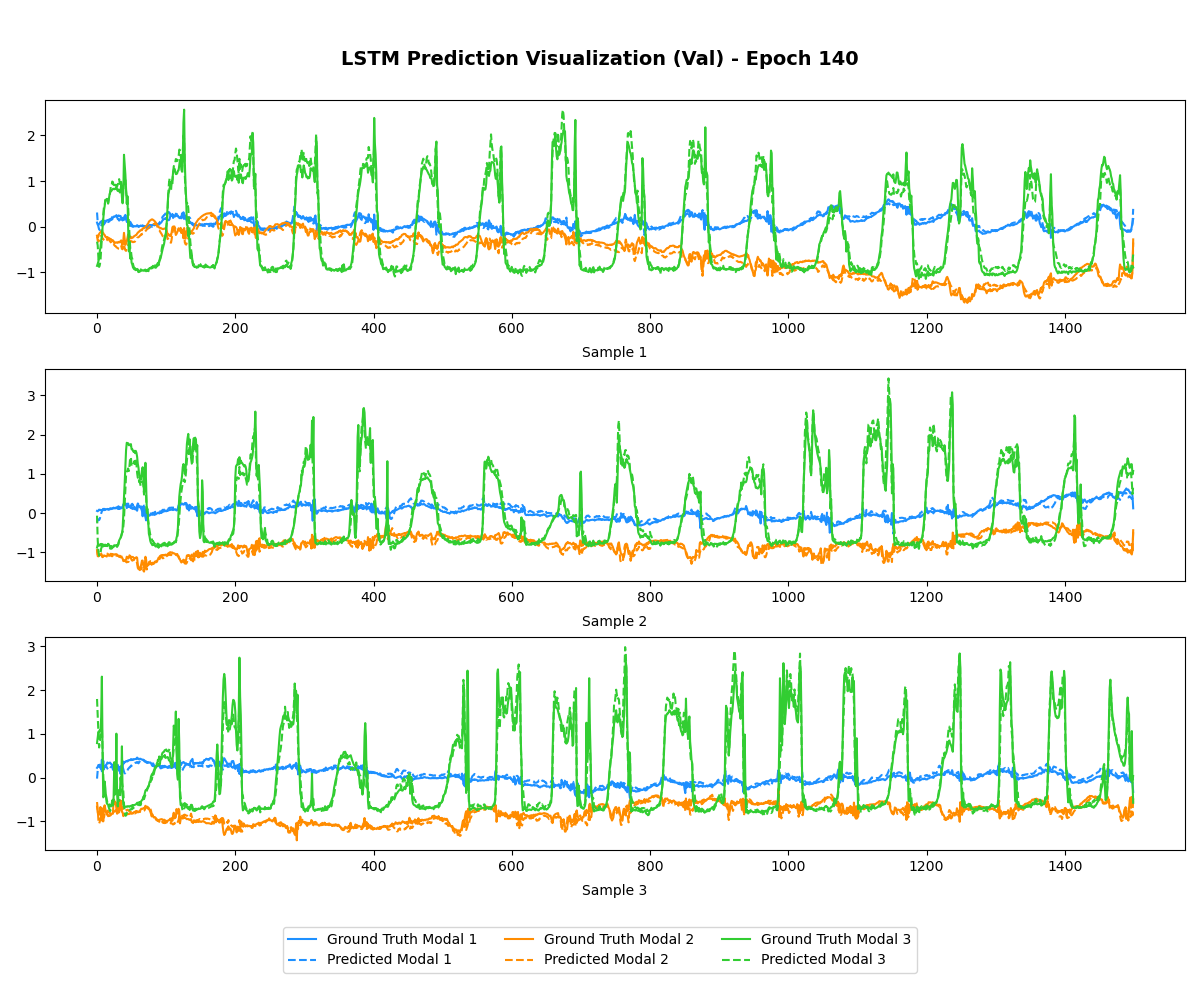 LSTM Prediction Visualization (Val) - Epoch 140
2
1
0
−1
0 200 400 600 800 1000 1200 1400
Sample 1
3
2
1
0
−1
0 200 400 600 800 1000 1200 1400
Sample 2
3
2
1
0
−1
0 200 400 600 800 1000 1200 1400
Sample 3
Ground Truth Modal 1 Ground Truth Modal 2 Ground Truth Modal 3
Predicted Modal 1 Predicted Modal 2 Predicted Modal 3